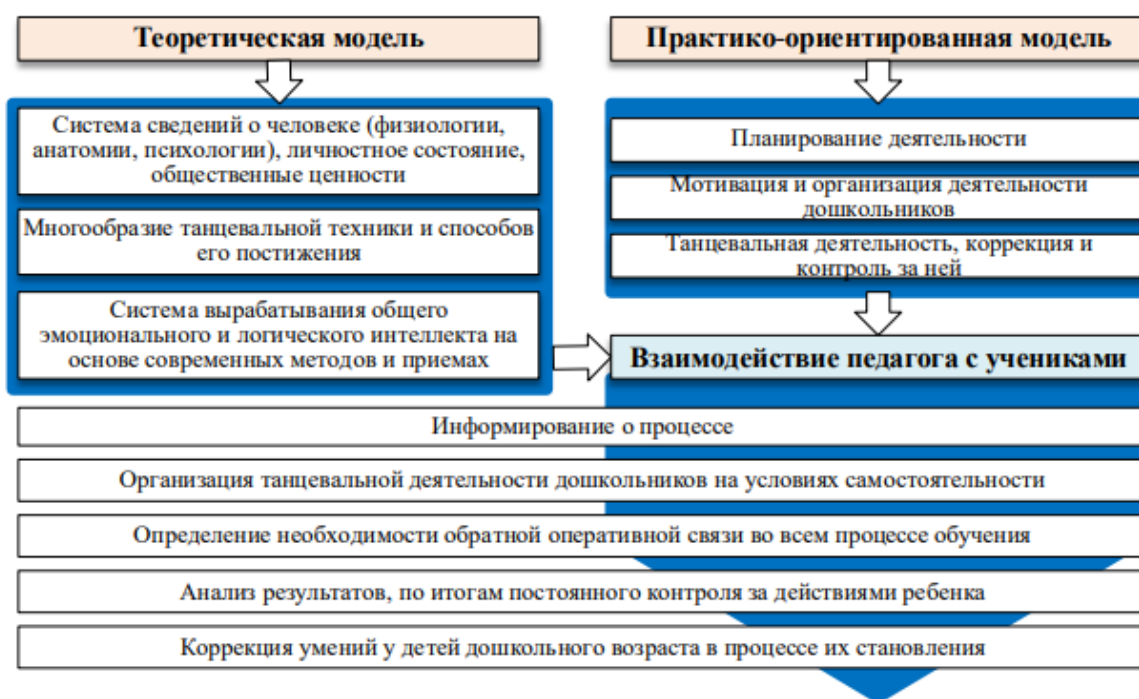 Теоретическая модель
Система сведений о человеке (физиологии,
анатомии, психологии), личностное состояние,
общественные ценности
Многообразие танцевальной техники и способов
его постижения
Система вырабатывания общего
эмоционального и логического интеллекта на
основе современных методов и приемах
Практико-ориентированная модель
Планирование деятельности
Мотивация и организация деятельности
дошкольников
Танцевальная деятельность, коррекция и
контроль за ней
Взаимодействие педагога с учениками
Информирование о процессе
Организация танцевальной деятельности дошкольников на условиях самостоятельности
Определение необходимости обратной оперативной связи во всем процессе обучения
Анализ результатов, по итогам постоянного контроля за действиями ребенка
Коррекция умений у детей дошкольного возраста в процессе их становления